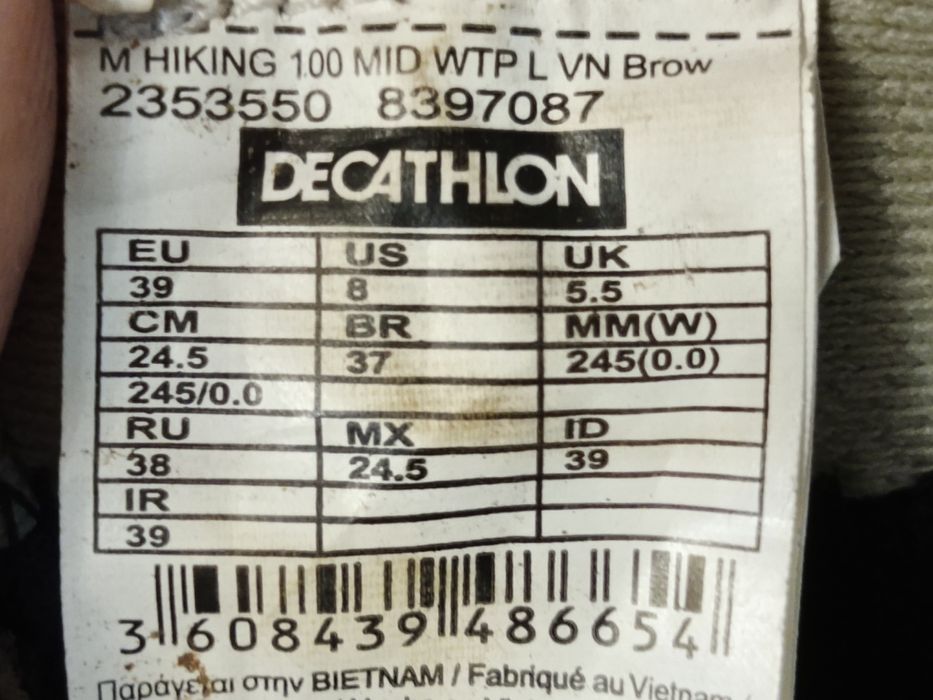 M HIKING 100 MID WTP L VN Brow
2353550 8397087
DECATHLON
EU US UK
39 8 5.5
CM BR MM(W)
24.5 37 245(0.0)
245/0.0
RU MX ID
38 24.5 39
IR
39
3 608439 486654
Παράγεται στην BIETNAM / Fabriqué au Vietnam /